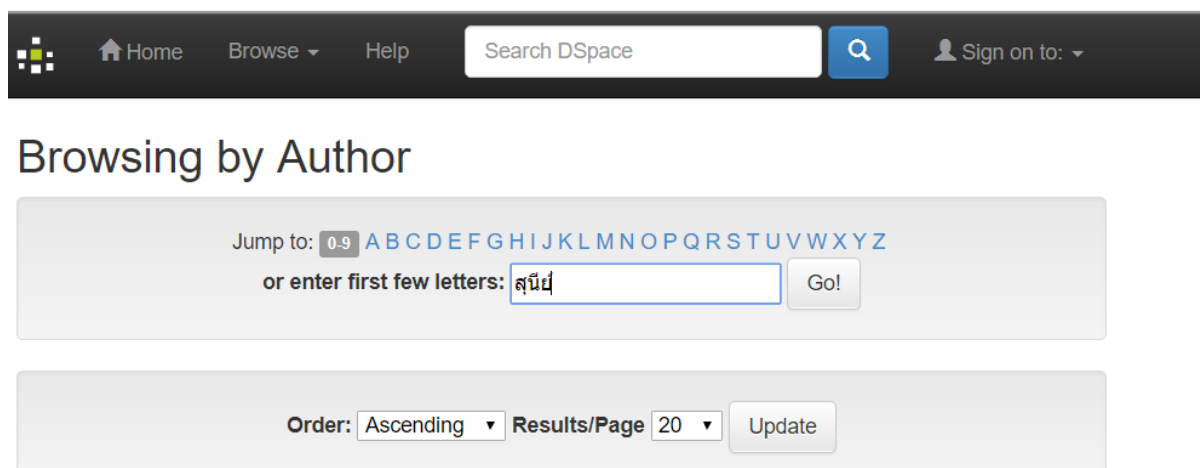 Home Browse Help Search DSpace Sign on to:
Browsing by Author
Jump to: 0-9 A B C D E F G H I J K L M N O P Q R S T U V W X Y Z
or enter first few letters: สุนีย์ Go!
Order: Ascending Results/Page 20 Update